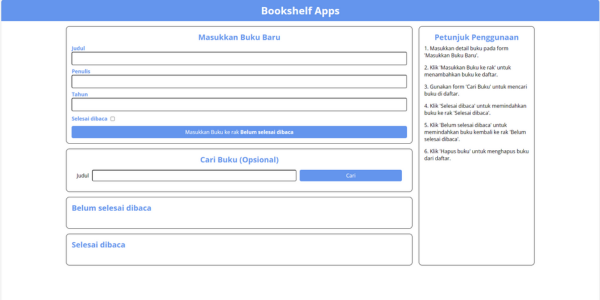 Bookshelf Apps
Masukkan Buku Baru
Judul
Penulis
Tahun
Selesai dibaca
Masukkan Buku ke rak Belum selesai dibaca
Cari Buku (Opsional)
Judul
Cari
Belum selesai dibaca
Selesai dibaca
Petunjuk Penggunaan
1. Masukkan detail buku pada form
'Masukkan Buku Baru'.
2. Klik 'Masukkan Buku ke rak' untuk
menambahkan buku ke daftar.
3. Gunakan form 'Cari Buku' untuk mencari
buku di daftar.
4. Klik 'Selesai dibaca' untuk memindahkan
buku ke rak 'Selesai dibaca'.
5. Klik 'Belum selesai dibaca' untuk
memindahkan buku kembali ke rak 'Belum
selesai dibaca'.
6. Klik 'Hapus buku' untuk menghapus buku
dari daftar.